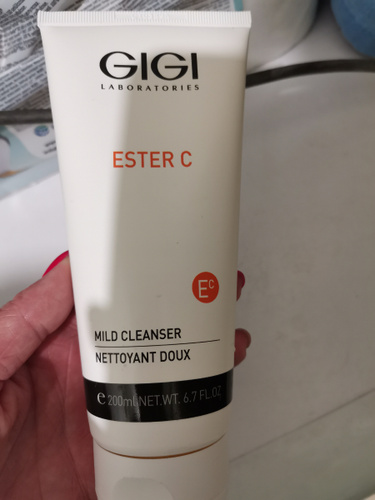 GIGI
LABORATORIES
ESTER C
Ec
MILD CLEANSER
NETTOYANT DOUX
e 200ml NET.WT. 6.7 FL.OZ.